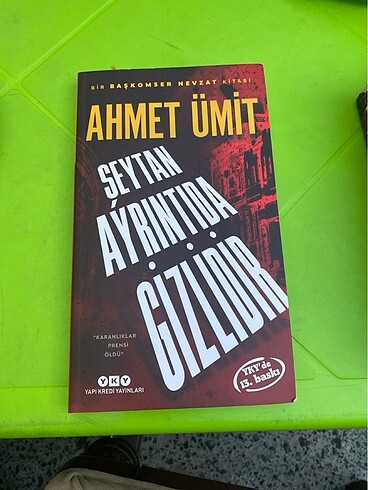 BİR BAŞKOMSER NEVZAT KİTABI
AHMET ÜMİT
ŞEYTAN
AYRINTIDA
GİZLİDİR
"KARANLIKLAR
PRENSİ
ÖLDÜ"
YKY
YAPI KREDİ YAYINLARI
YKY'de
13. baskı